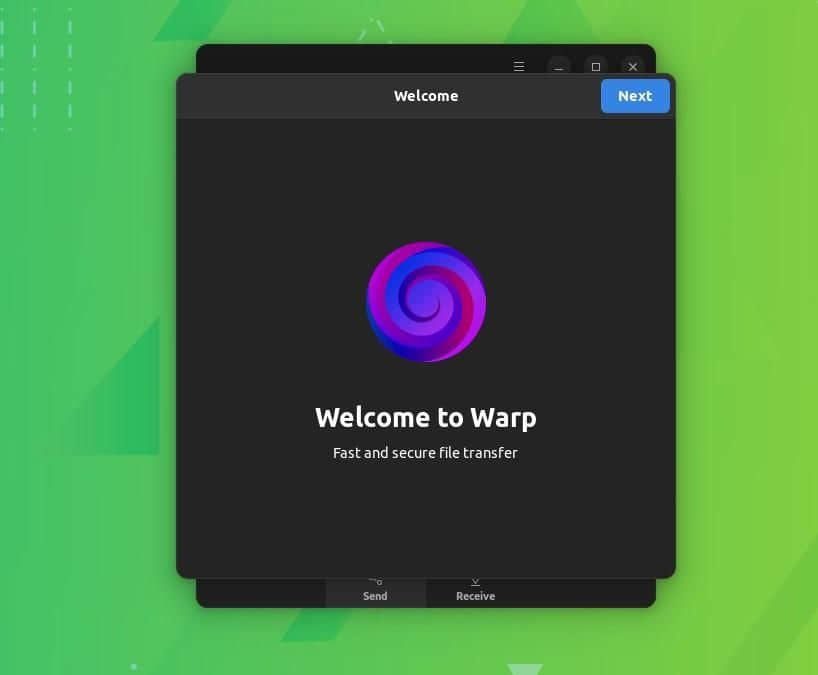 Welcome
Next
Welcome to Warp
Fast and secure file transfer
Send
Receive